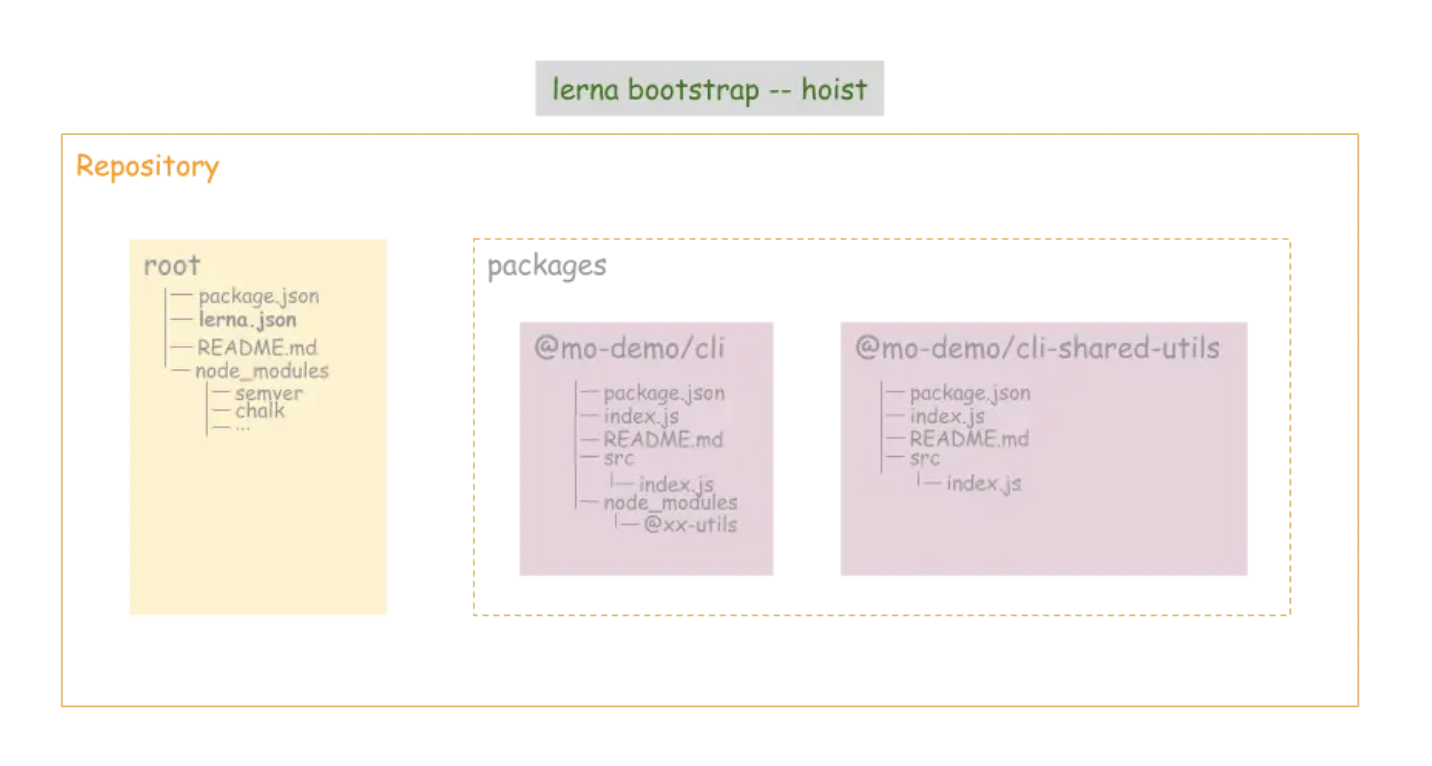 lerna bootstrap -- hoist
Repository
root
package.json
lerna.json
README.md
node_modules
semver
chalk
...
packages
@mo-demo/cli
package.json
index.js
README.md
src
index.js
node_modules
@xx-utils
@mo-demo/cli-shared-utils
package.json
index.js
README.md
src
index.js